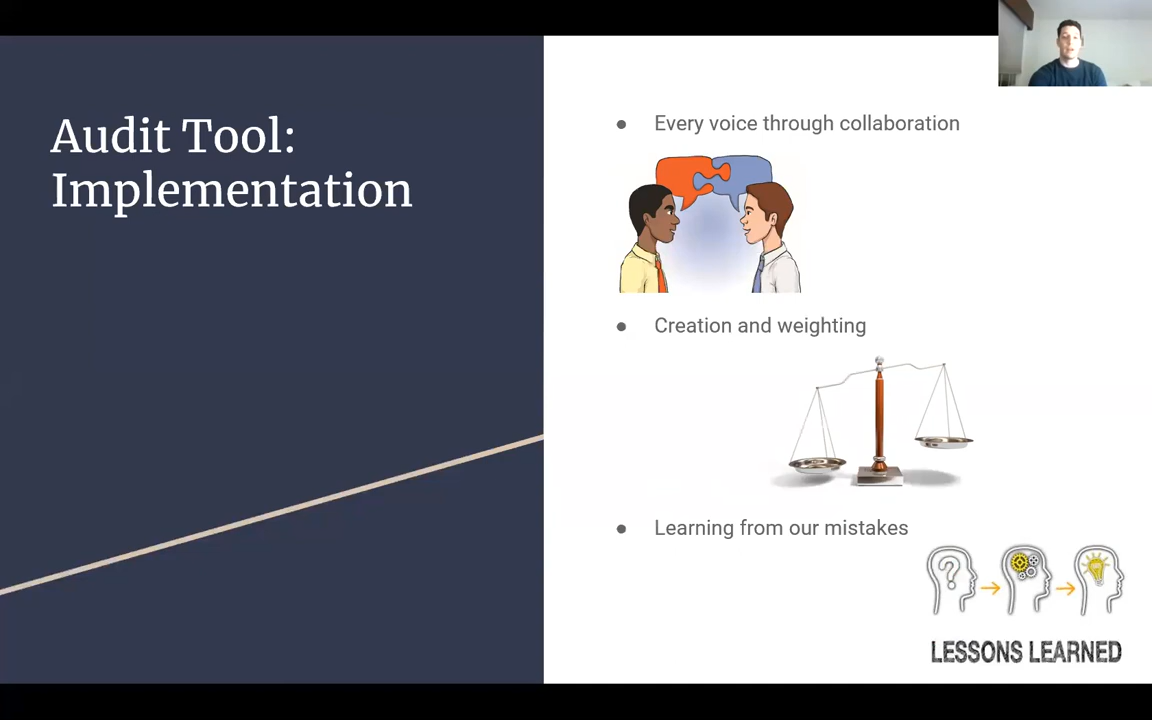 Audit Tool:
Implementation
● Every voice through collaboration
● Creation and weighting
● Learning from our mistakes
?
LESSONS LEARNED